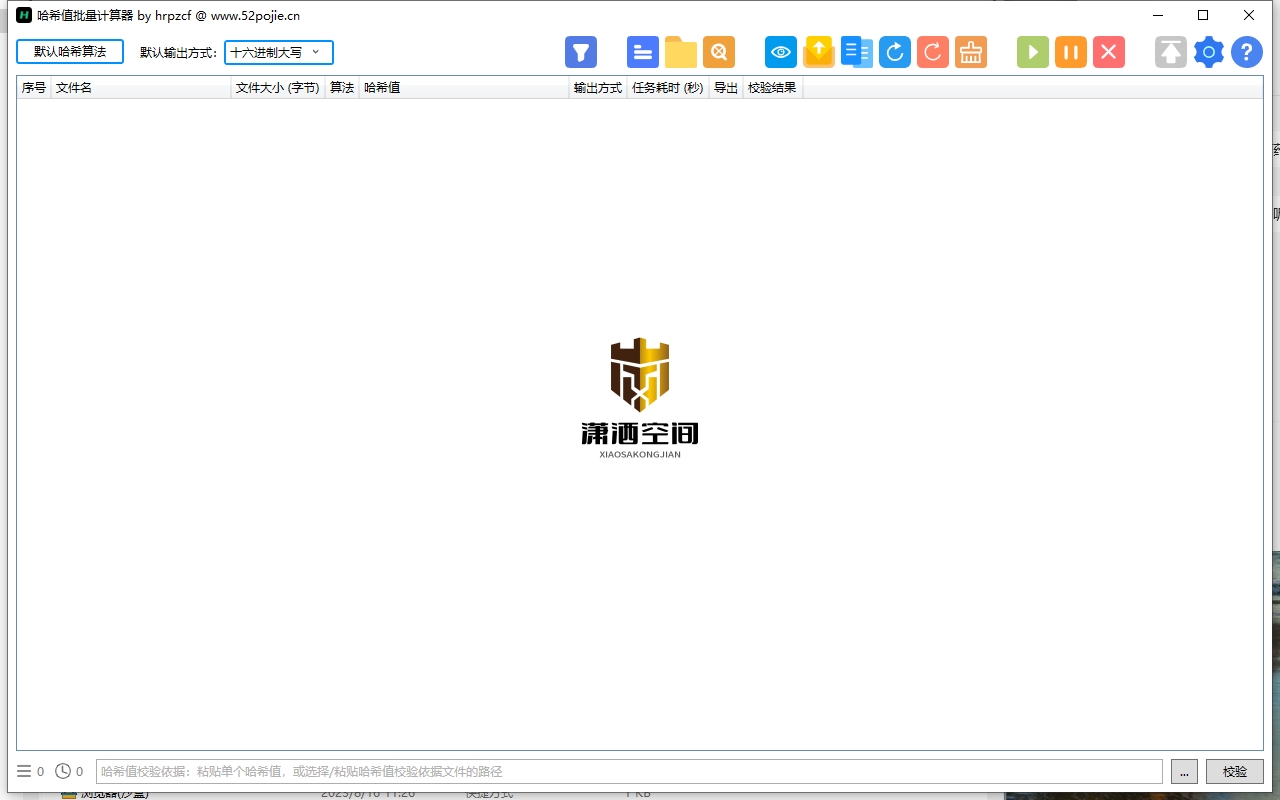 哈希值批量计算器 by hrpzcf @ www.52pojie.cn
默认哈希算法 默认输出方式： 十六进制大写
序号 文件名 文件大小 (字节) 算法 哈希值 输出方式 任务耗时 (秒) 导出 校验结果
潇洒空间
XIAOSAKONGJIAN
0 0 哈希值校验依据：粘贴单个哈希值，或选择/粘贴哈希值校验依据文件的路径 ... 校验